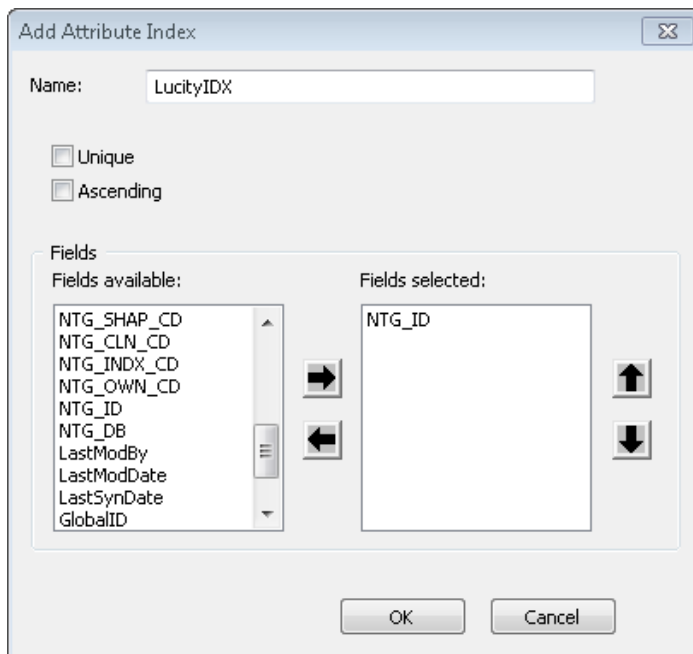 Add Attribute Index
Name: LucityIDX
Unique
Ascending
Fields
Fields available: Fields selected:
NTG_SHAP_CD NTG_ID
NTG_CLN_CD
NTG_INDX_CD
NTG_OWN_CD
NTG_ID
NTG_DB
LastModBy
LastModDate
LastSynDate
GlobalID
OK Cancel